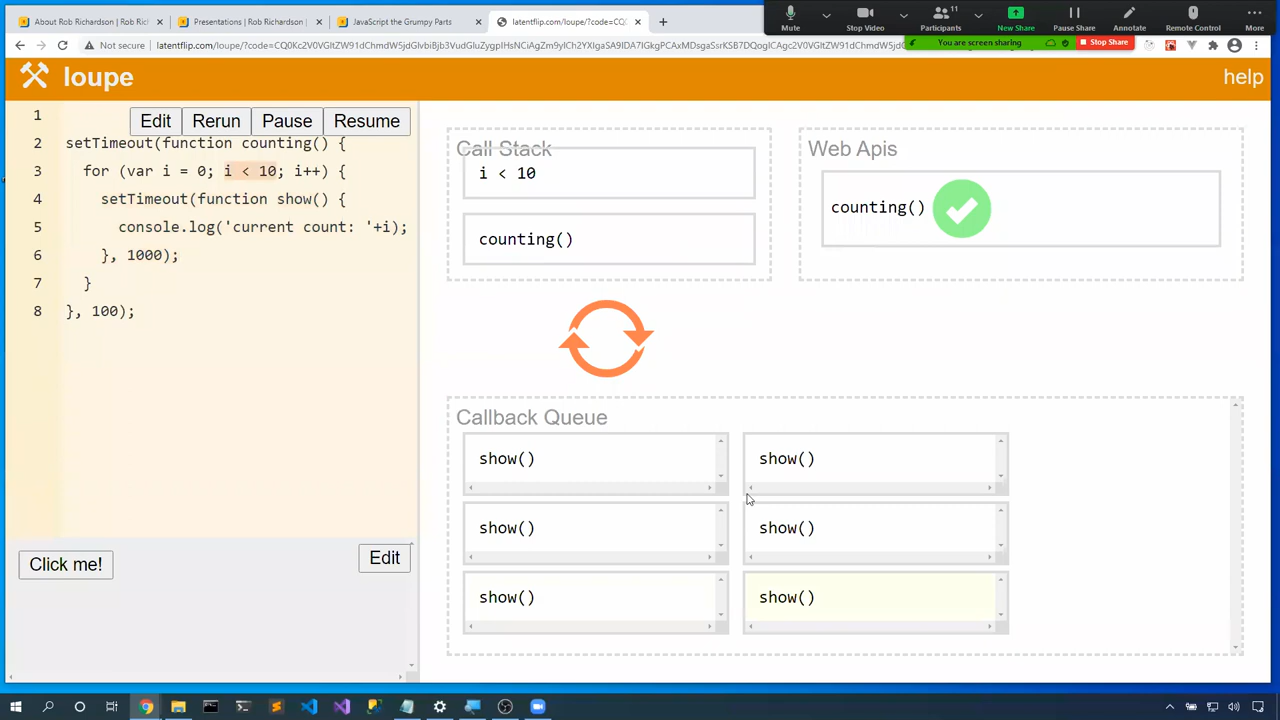 About Rob Richardson | Rob Rich
Presentations | Rob Richardson
JavaScript the Grumpy Parts
latentflip.com/loupe/?code=CQ
Mute
Stop Video
Participants
11
New Share
Pause Share
Annotate
Remote Control
More
Not secure
You are screen sharing
Stop Share
loupe
help
Edit
Rerun
Pause
Resume
1
2 setTimeout(function counting() {
3 for (var i = 0; i < 10; i++) {
4 setTimeout(function show() {
5 console.log('current count: '+i);
6 }, 1000);
7 }
8 }, 100);
Click me!
Edit
Call Stack
i < 10
counting()
Web Apis
counting()
Callback Queue
show()
show()
show()
show()
show()
show()